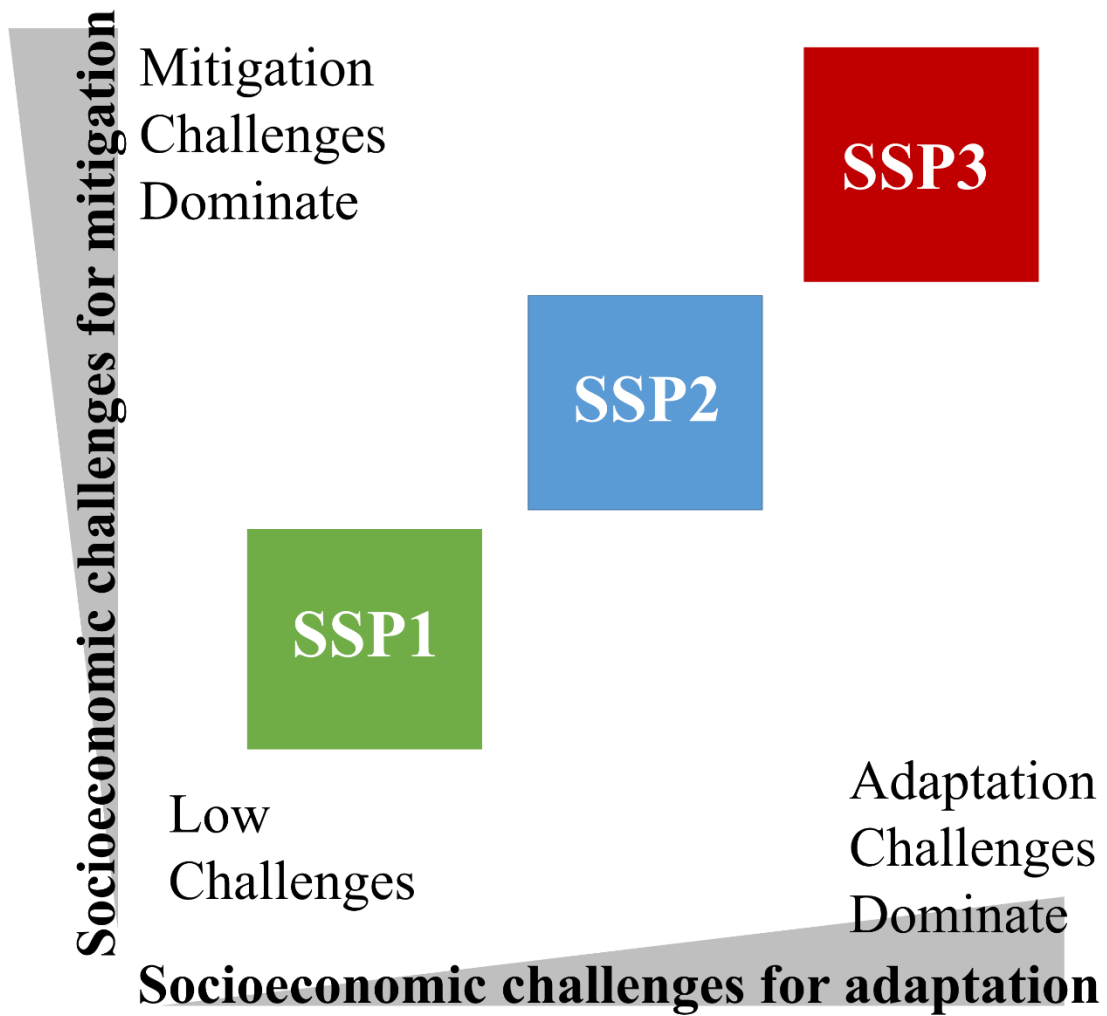 Socioeconomic challenges for mitigation
Mitigation
Challenges
Dominate
SSP3
SSP2
SSP1
Low
Challenges
Adaptation
Challenges
Dominate
Socioeconomic challenges for adaptation